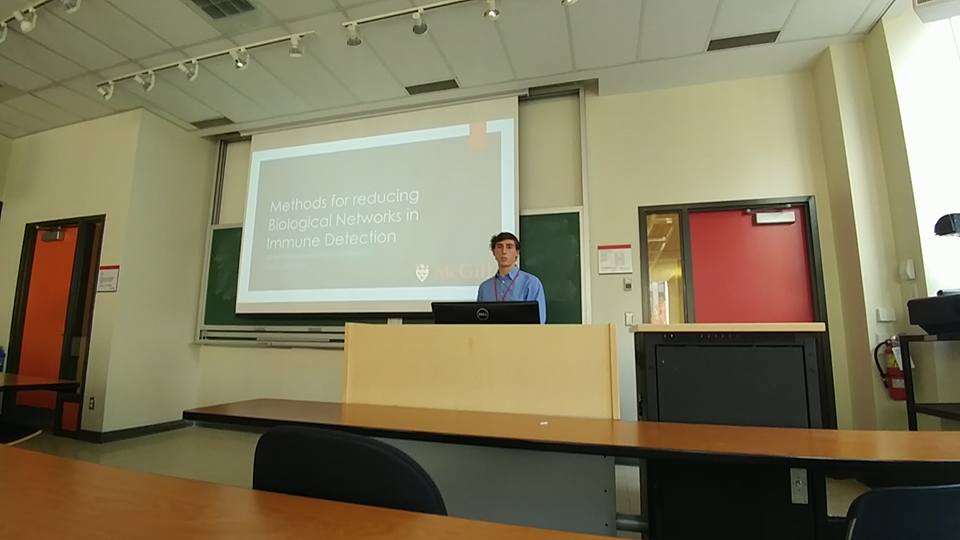 Methods for reducing
Biological Networks in
Immune Detection
McGill
DELL